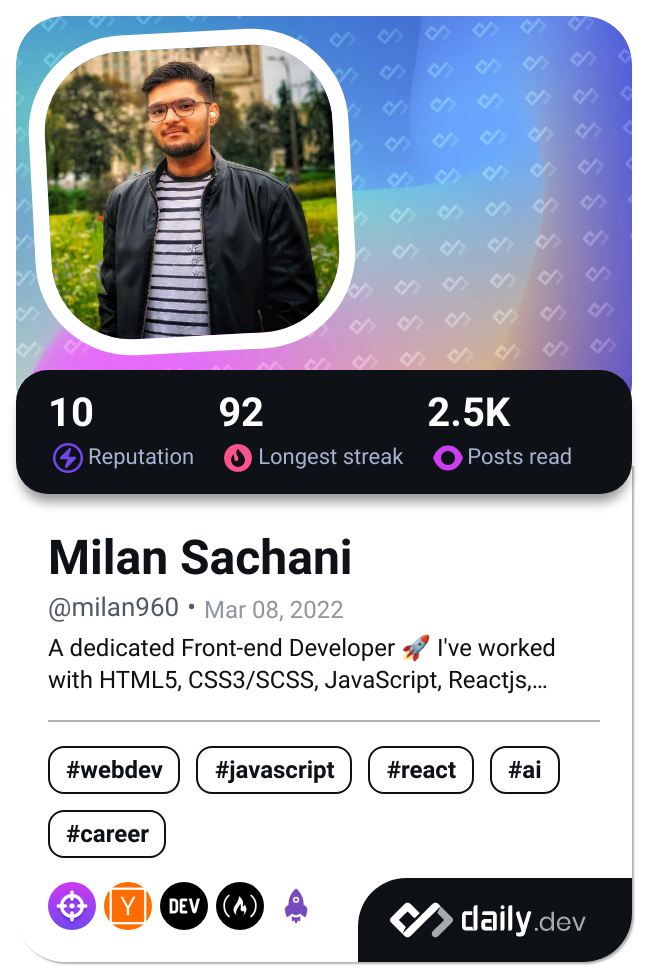 10
92
2.5K
Reputation
Longest streak
Posts read
Milan Sachani
@milan960 • Mar 08, 2022
A dedicated Front-end Developer 🚀 I've worked
with HTML5, CSS3/SCSS, JavaScript, Reactjs,...
#webdev
#javascript
#react
#ai
#career
Y
DEV
daily.dev